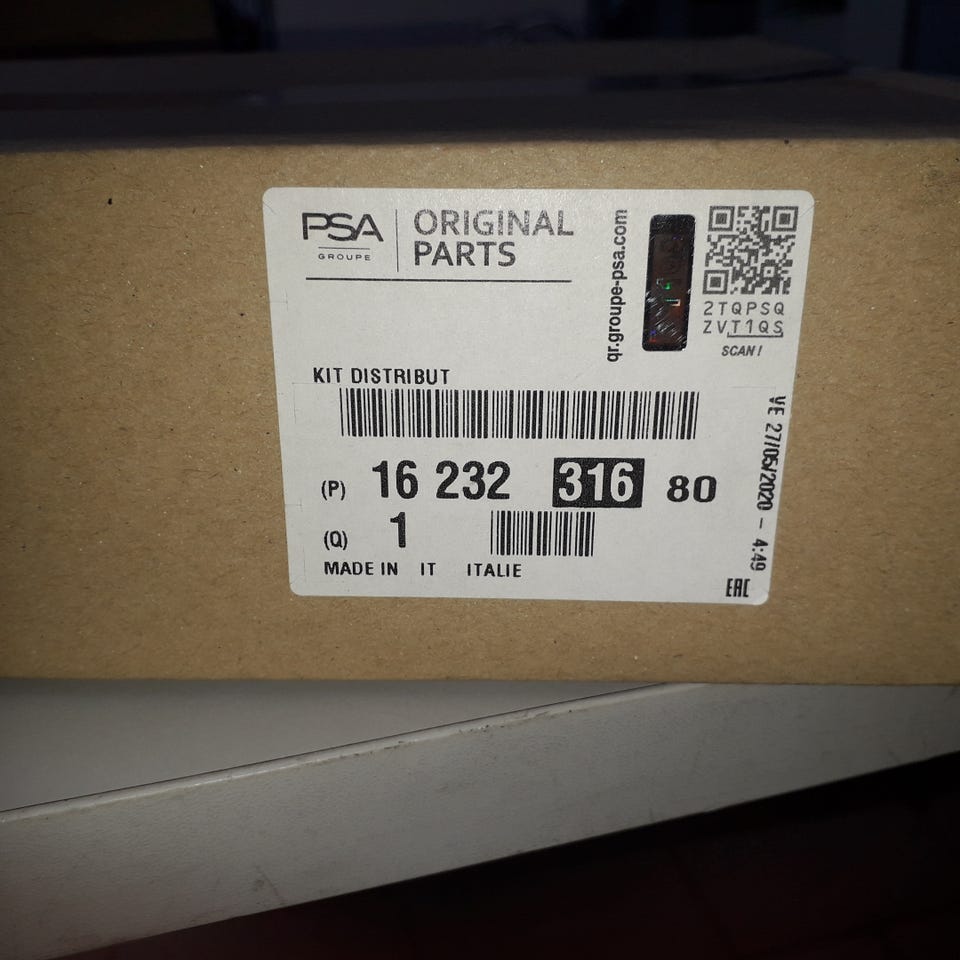 PSA
GROUPE
ORIGINAL
PARTS
qr.groupe-psa.com
2TQPSQ
ZVT1QS
SCAN!
KIT DISTRIBUT
(P) 16 232 316 80
(Q) 1
MADE IN IT ITALIE
VE 27/05/2020 - 4:49
EAC